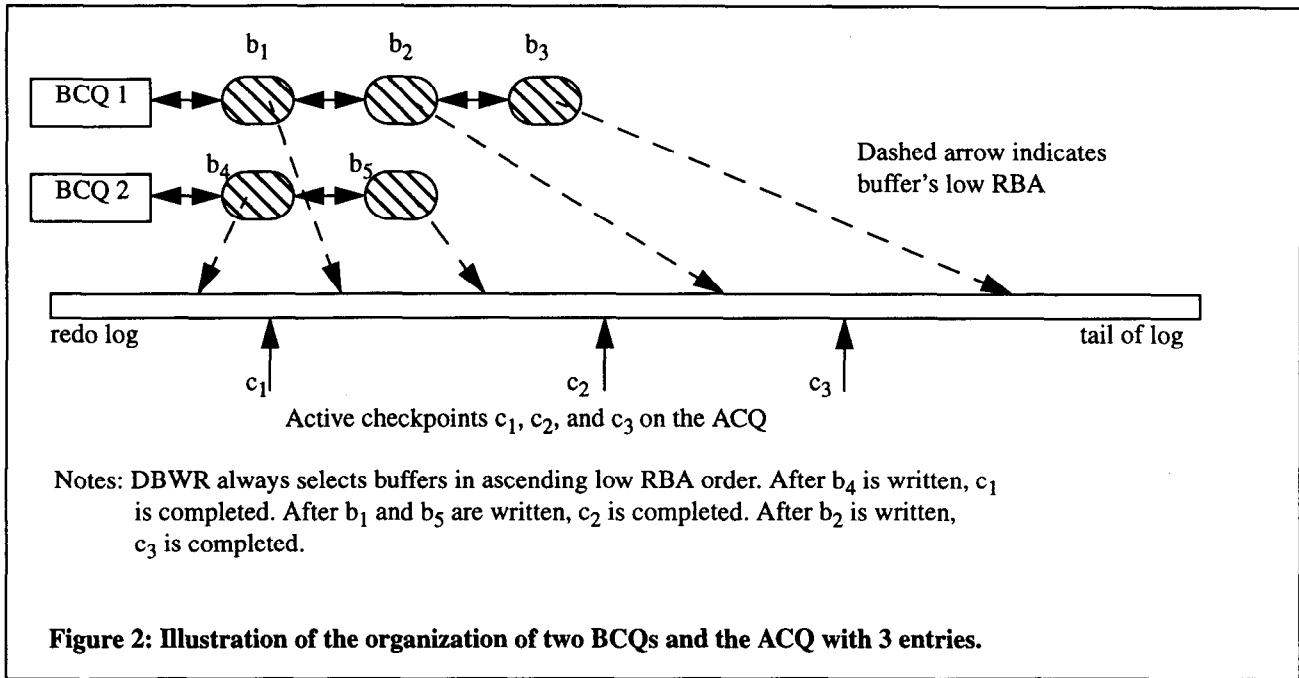 b1 b2 b3
BCQ 1
Dashed arrow indicates
buffer's low RBA
b4 b5
BCQ 2
redo log tail of log
c1 c2 c3
Active checkpoints c1, c2, and c3 on the ACQ
Notes: DBWR always selects buffers in ascending low RBA order. After b4 is written, c1
is completed. After b1 and b5 are written, c2 is completed. After b2 is written,
c3 is completed.
Figure 2: Illustration of the organization of two BCQs and the ACQ with 3 entries.